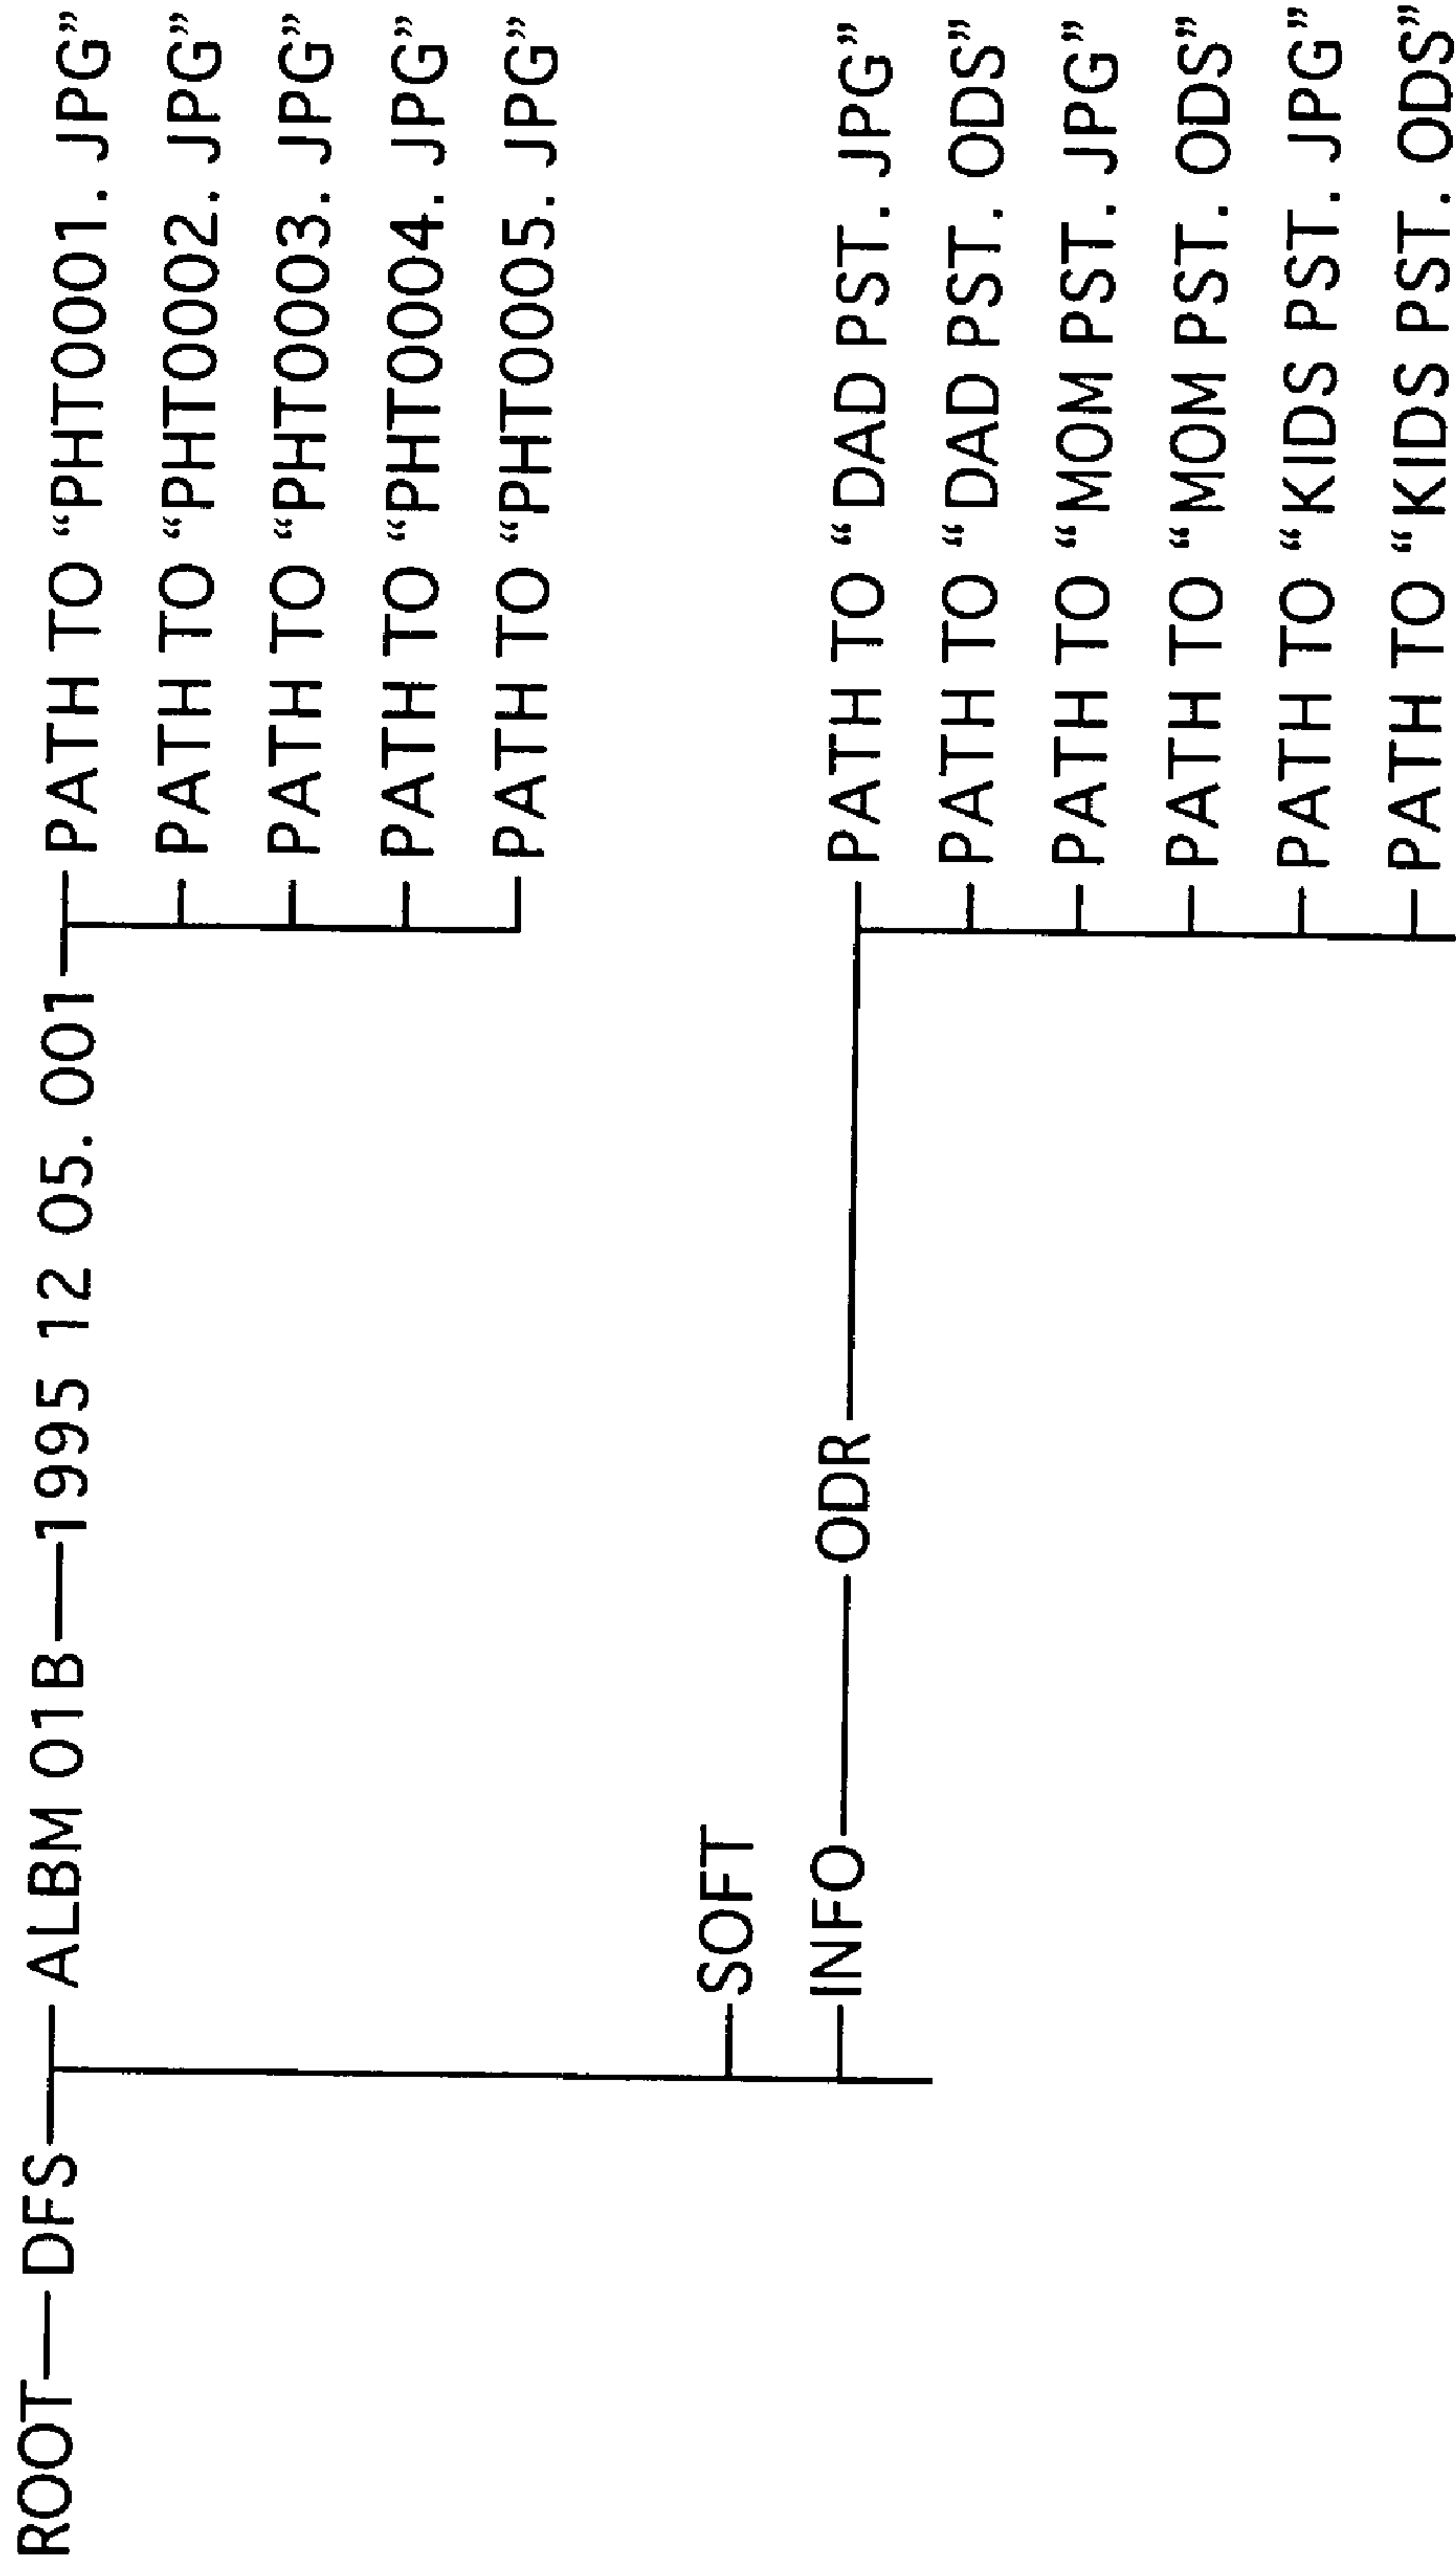 ROOT DFS ALBM 01B 1995 12 05. 001 PATH TO “PHT0001. JPG”
PATH TO “PHT0002. JPG”
PATH TO “PHT0003. JPG”
PATH TO “PHT0004. JPG”
PATH TO “PHT0005. JPG”
SOFT
INFO ODR PATH TO “DAD PST. JPG”
PATH TO “DAD PST. ODS”
PATH TO “MOM PST. JPG”
PATH TO “MOM PST. ODS”
PATH TO “KIDS PST. JPG”
PATH TO “KIDS PST. ODS”